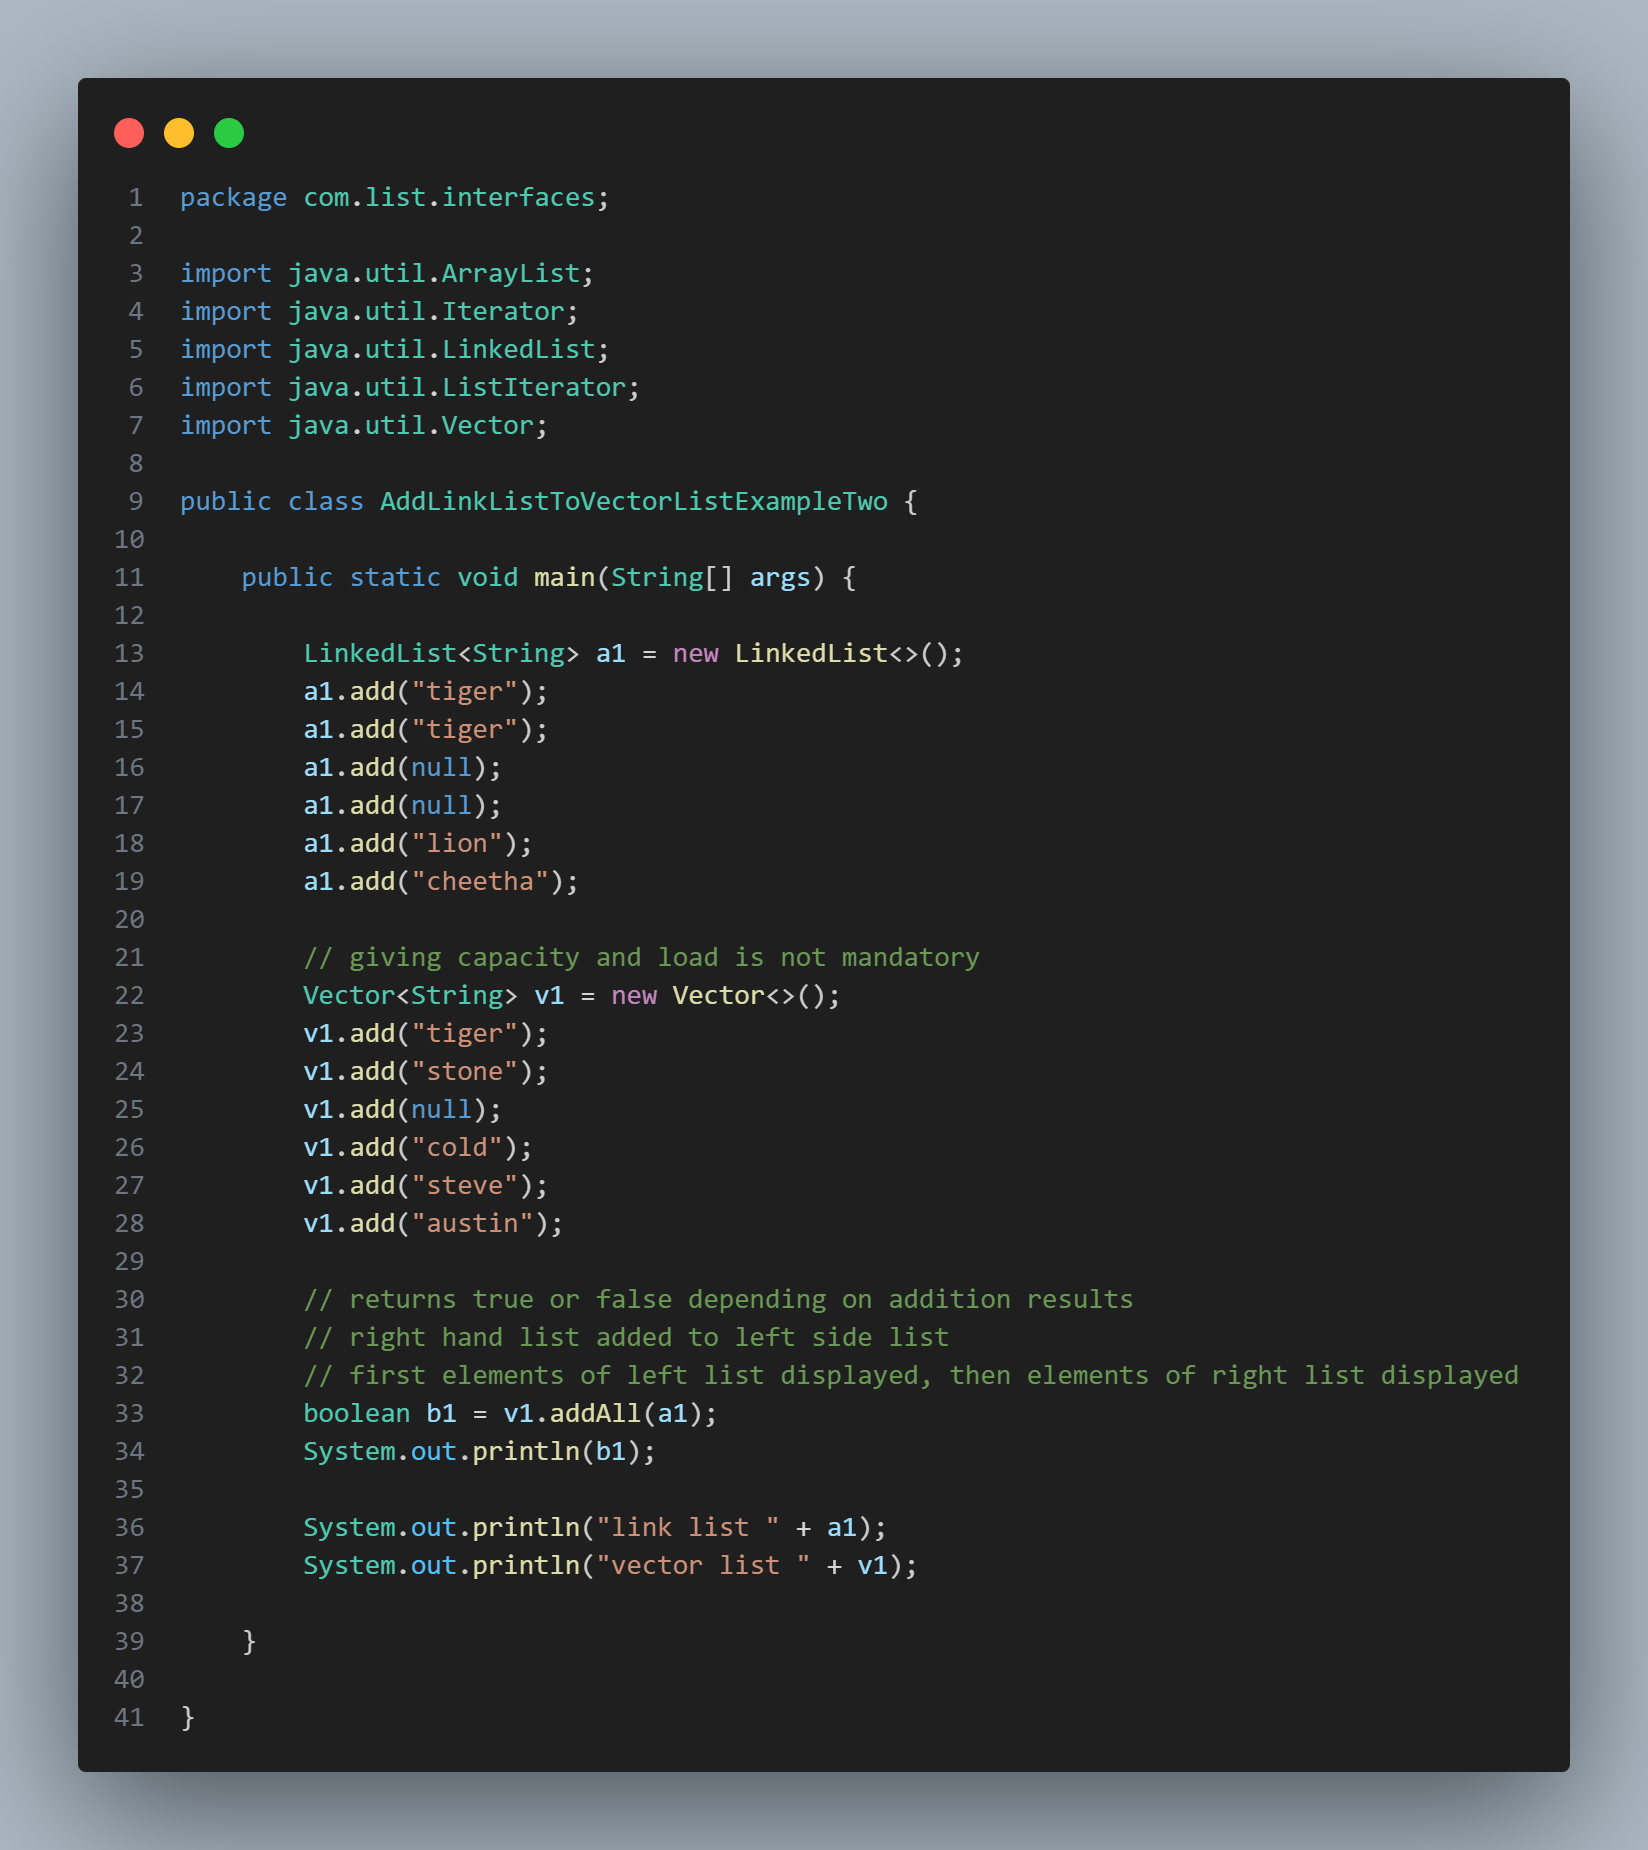 1 package com.list.interfaces;
2
3 import java.util.ArrayList;
4 import java.util.Iterator;
5 import java.util.LinkedList;
6 import java.util.ListIterator;
7 import java.util.Vector;
8
9 public class AddLinkListToVectorListExampleTwo {
10
11     public static void main(String[] args) {
12
13         LinkedList<String> a1 = new LinkedList<>();
14         a1.add("tiger");
15         a1.add("tiger");
16         a1.add(null);
17         a1.add(null);
18         a1.add("lion");
19         a1.add("cheetha");
20
21         // giving capacity and load is not mandatory
22         Vector<String> v1 = new Vector<>();
23         v1.add("tiger");
24         v1.add("stone");
25         v1.add(null);
26         v1.add("cold");
27         v1.add("steve");
28         v1.add("austin");
29
30         // returns true or false depending on addition results
31         // right hand list added to left side list
32         // first elements of left list displayed, then elements of right list displayed
33         boolean b1 = v1.addAll(a1);
34         System.out.println(b1);
35
36         System.out.println("link list " + a1);
37         System.out.println("vector list " + v1);
38
39     }
40
41 }